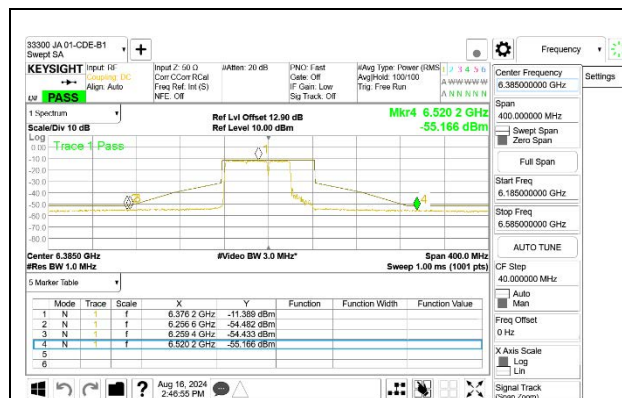 33300 JA 01-CDE-B1
Swept SA
Frequency
KEYSIGHT
Input: RF
Coupling: DC
Align: Auto
Input Z: 50 Ω
Corr CCorr RCal
Freq Ref: Int (S)
NFE: Off
#Atten: 20 dB
PNO: Fast
Gate: Off
IF Gain: Low
Sig Track: Off
#Avg Type: Power (RMS
Avg|Hold: 100/100
Trig: Free Run
1 2 3 4 5 6
A W W W W W
A N N N N N
LXI PASS
1 Spectrum
Scale/Div 10 dB
Ref Lvl Offset 12.90 dB
Ref Level 10.00 dBm
Mkr4 6.520 2 GHz
-55.166 dBm
Log
Trace 1 Pass
0.00
-10.0
-20.0
-30.0
-40.0
-50.0
-60.0
-70.0
-80.0
1
4
Center 6.3850 GHz
#Res BW 1.0 MHz
#Video BW 3.0 MHz*
Span 400.0 MHz
Sweep 1.00 ms (1001 pts)
5 Marker Table
Mode Trace Scale X Y Function Function Width Function Value
1 N 1 f 6.376 2 GHz -11.389 dBm
2 N 1 f 6.256 6 GHz -54.482 dBm
3 N 1 f 6.259 4 GHz -54.433 dBm
4 N 1 f 6.520 2 GHz -55.166 dBm
5
6
Aug 16, 2024
2:46:55 PM
Center Frequency
6.385000000 GHz
Settings
Span
400.000000 MHz
Swept Span
Zero Span
Full Span
Start Freq
6.185000000 GHz
Stop Freq
6.585000000 GHz
AUTO TUNE
CF Step
40.000000 MHz
Auto
Man
Freq Offset
0 Hz
X Axis Scale
Log
Lin
Signal Track
(Span Zoom)